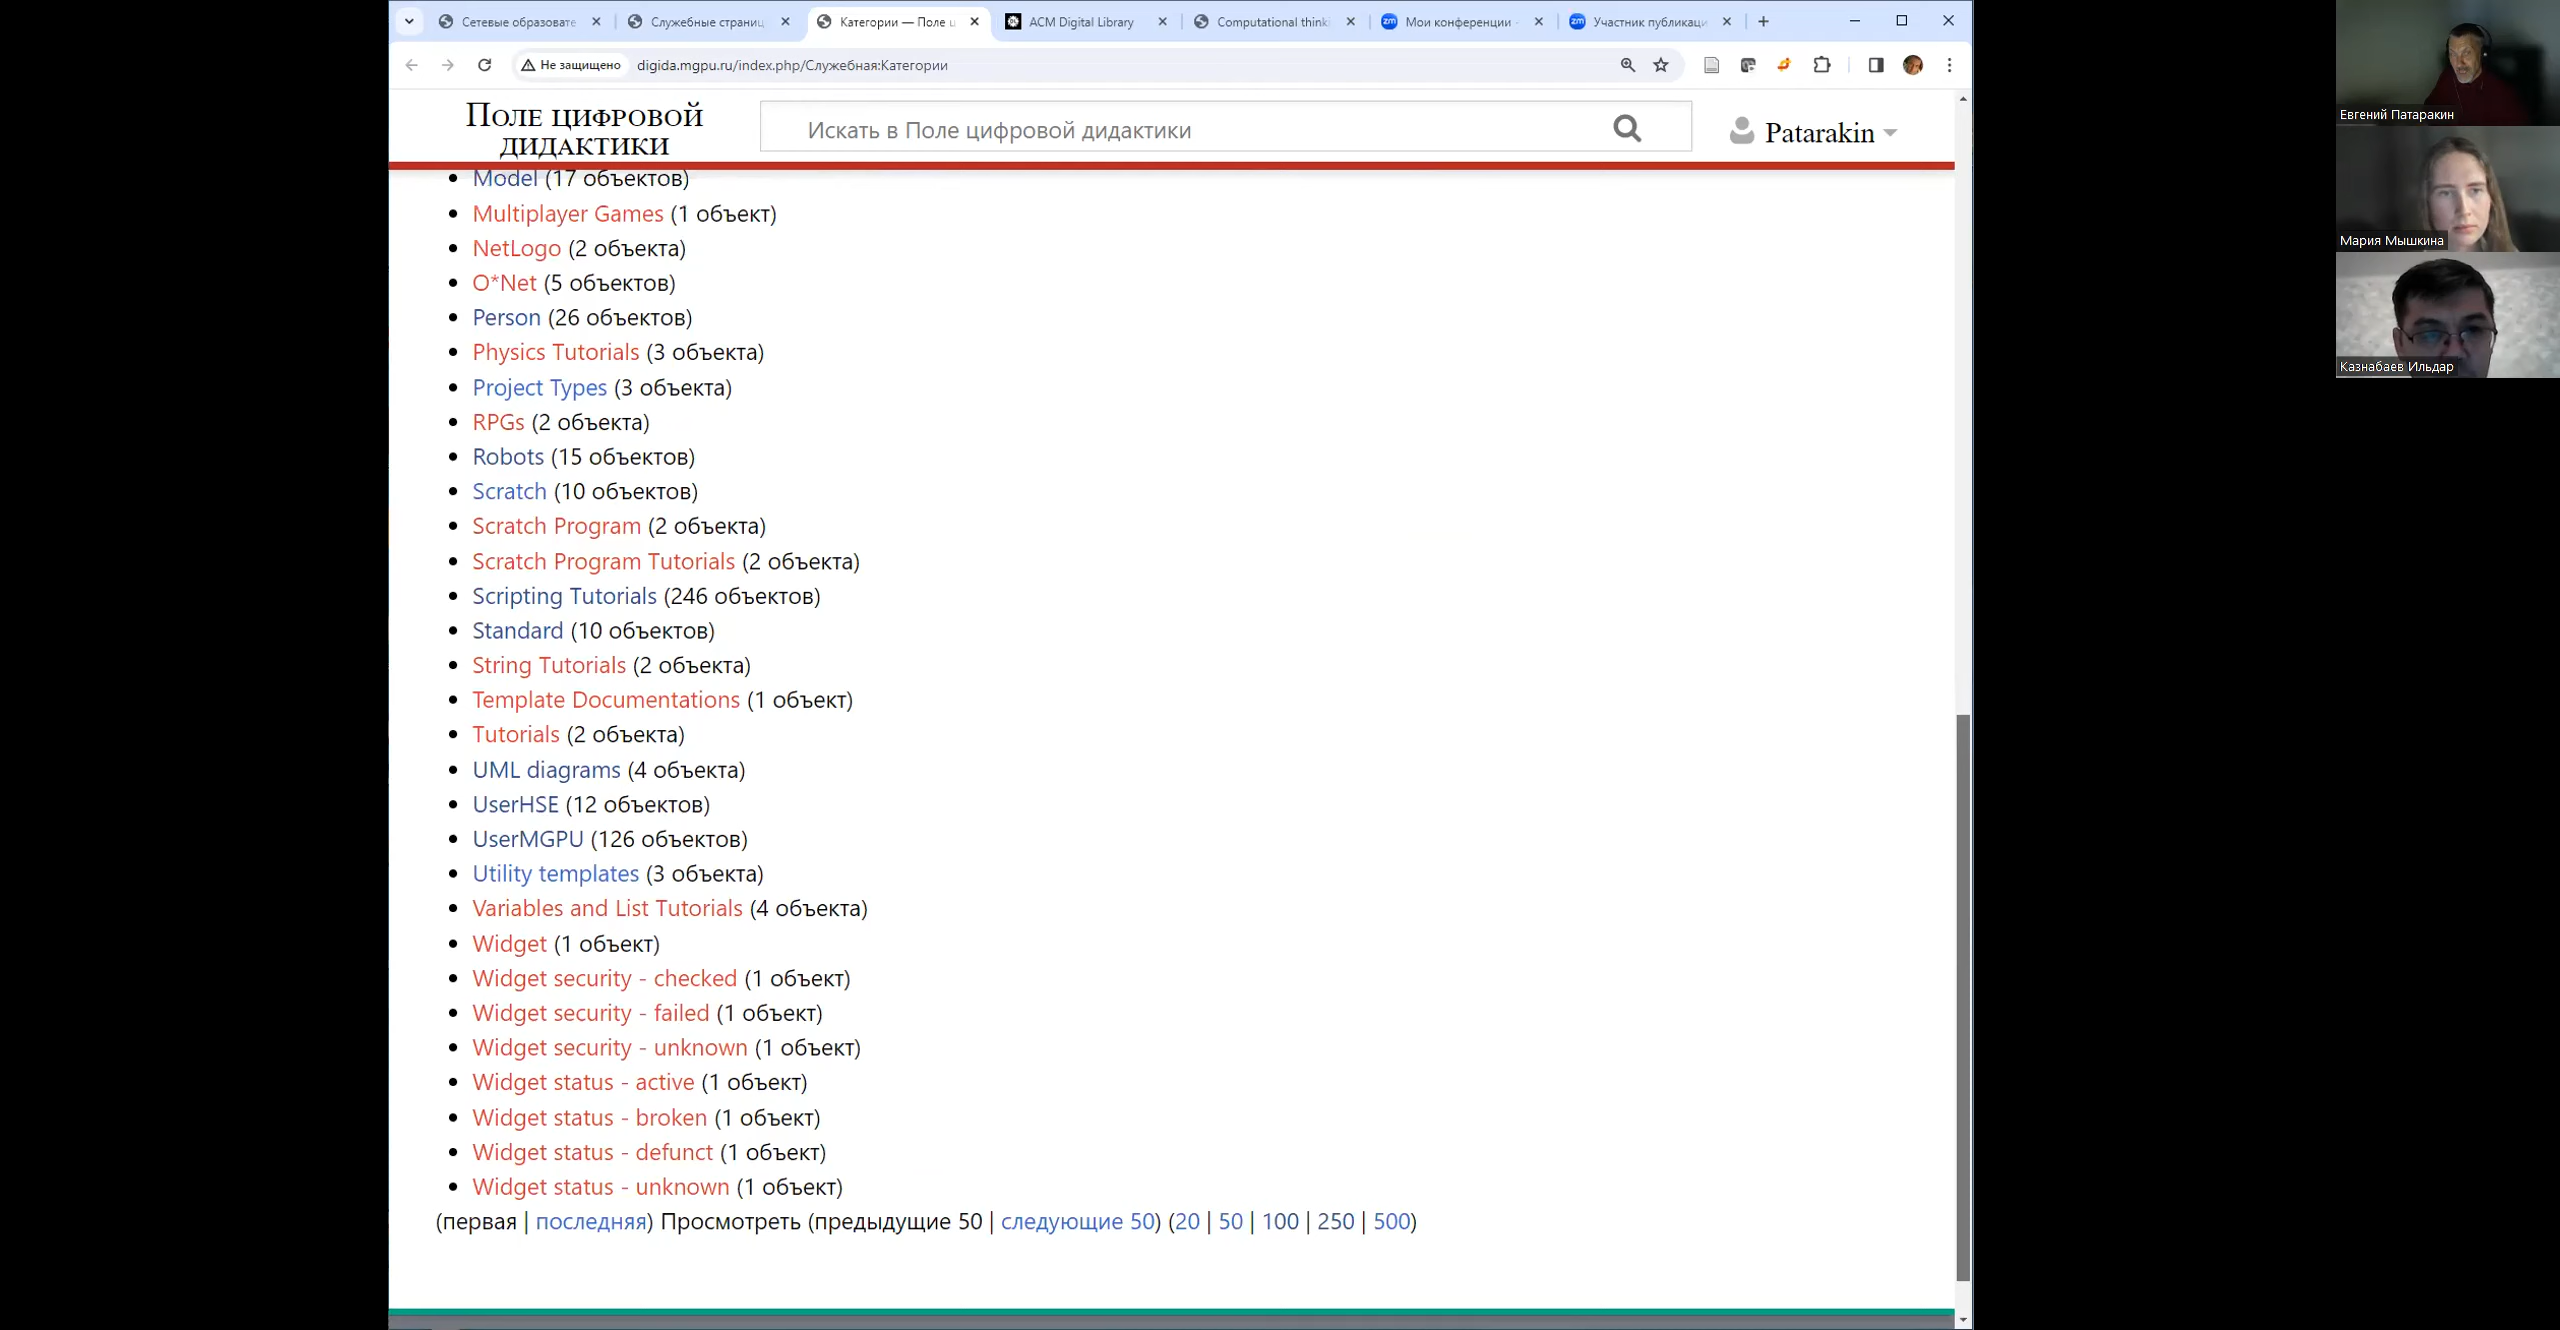 Сетевые образовате
Служебные страниц
Категории — Поле ц
ACM Digital Library
Computational think
Мои конференции
Участник публикаци
Не защищено
digida.mgpu.ru/index.php/Служебная:Категории
Поле цифровой
дидактики
Искать в Поле цифровой дидактики
Patarakin
Model (17 объектов)
Multiplayer Games (1 объект)
NetLogo (2 объекта)
O*Net (5 объектов)
Person (26 объектов)
Physics Tutorials (3 объекта)
Project Types (3 объекта)
RPGs (2 объекта)
Robots (15 объектов)
Scratch (10 объектов)
Scratch Program (2 объекта)
Scratch Program Tutorials (2 объекта)
Scripting Tutorials (246 объектов)
Standard (10 объектов)
String Tutorials (2 объекта)
Template Documentations (1 объект)
Tutorials (2 объекта)
UML diagrams (4 объекта)
UserHSE (12 объектов)
UserMGPU (126 объектов)
Utility templates (3 объекта)
Variables and List Tutorials (4 объекта)
Widget (1 объект)
Widget security - checked (1 объект)
Widget security - failed (1 объект)
Widget security - unknown (1 объект)
Widget status - active (1 объект)
Widget status - broken (1 объект)
Widget status - defunct (1 объект)
Widget status - unknown (1 объект)
(первая | последняя) Просмотреть (предыдущие 50 | следующие 50) (20 | 50 | 100 | 250 | 500)
Евгений Патаракин
Мария Мышкина
Казнабаев Ильдар